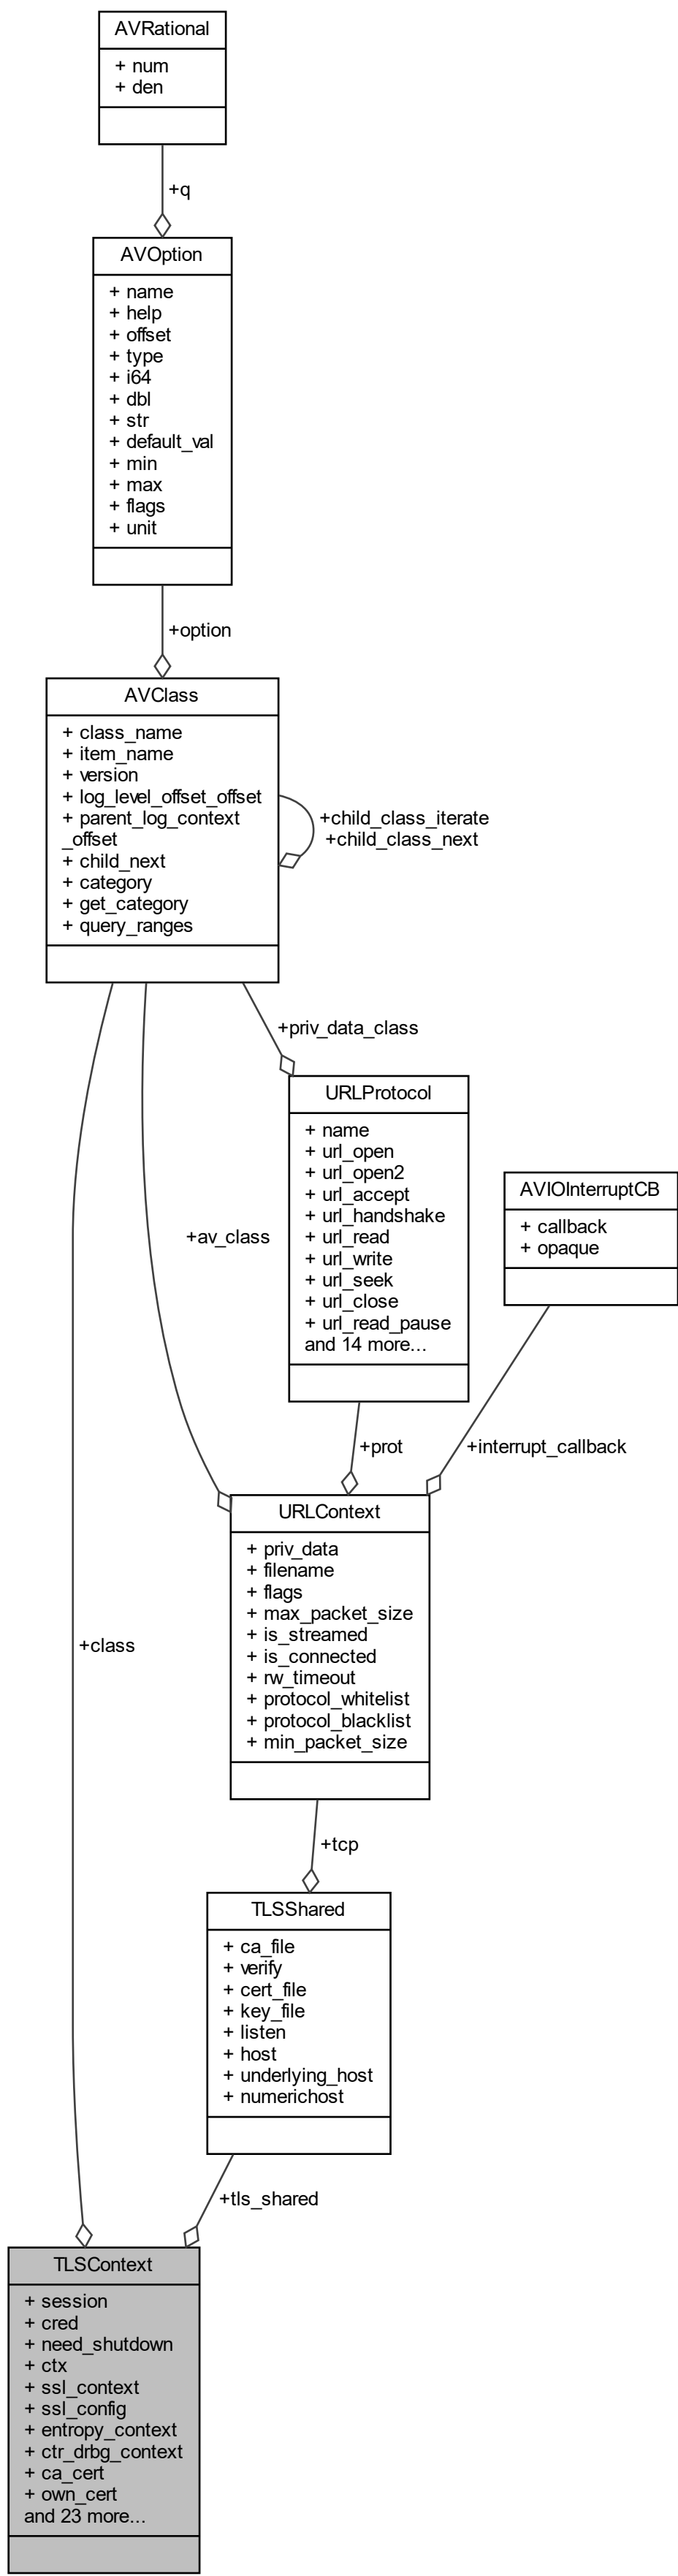 AVRational
+ num
+ den
+q
AVOption
+ name
+ help
+ offset
+ type
+ i64
+ dbl
+ str
+ default_val
+ min
+ max
+ flags
+ unit
+option
AVClass
+ class_name
+ item_name
+ version
+ log_level_offset_offset
+ parent_log_context
_offset
+ child_next
+ category
+ get_category
+ query_ranges
+child_class_iterate
+child_class_next
+priv_data_class
URLProtocol
+ name
+ url_open
+ url_open2
+ url_accept
+ url_handshake
+ url_read
+ url_write
+ url_seek
+ url_close
+ url_read_pause
and 14 more...
AVIOInterruptCB
+ callback
+ opaque
+av_class
+prot
+interrupt_callback
URLContext
+ priv_data
+ filename
+ flags
+ max_packet_size
+ is_streamed
+ is_connected
+ rw_timeout
+ protocol_whitelist
+ protocol_blacklist
+ min_packet_size
+class
+tcp
TLSShared
+ ca_file
+ verify
+ cert_file
+ key_file
+ listen
+ host
+ underlying_host
+ numerichost
+tls_shared
TLSContext
+ session
+ cred
+ need_shutdown
+ ctx
+ ssl_context
+ ssl_config
+ entropy_context
+ ctr_drbg_context
+ ca_cert
+ own_cert
and 23 more...